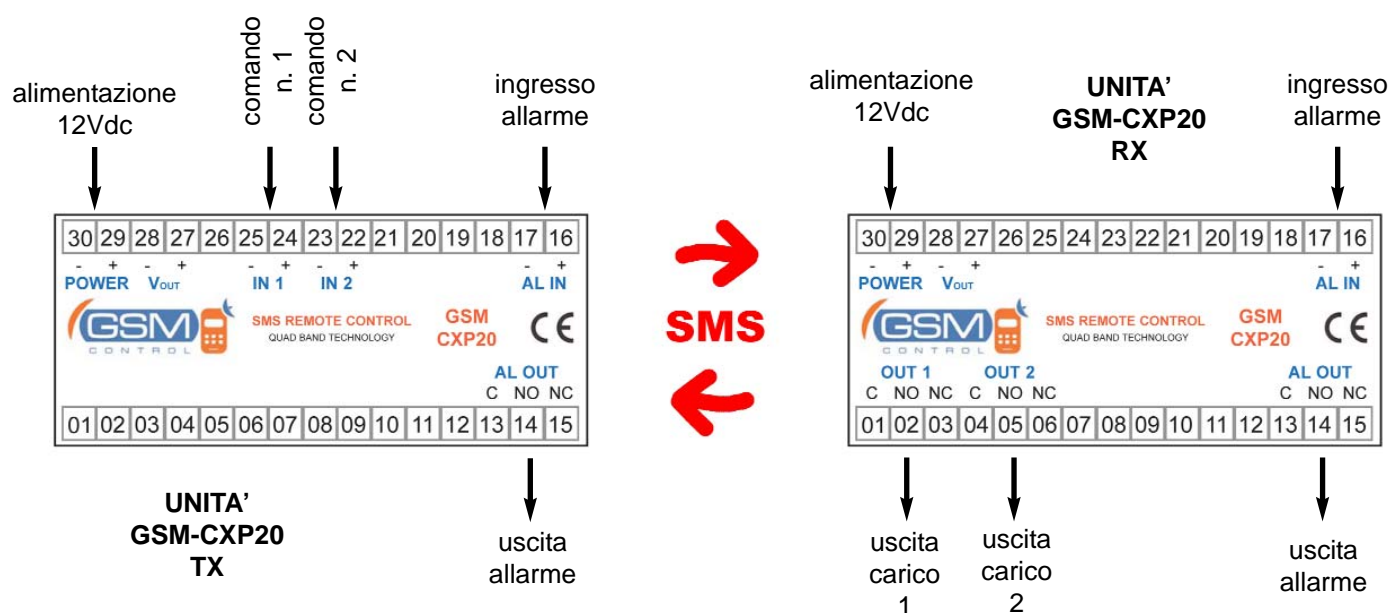 alimentazione
12Vdc
comando
n. 1
comando
n. 2
ingresso
allarme
30 29 28 27 26 25 24 23 22 21 20 19 18 17 16
- + - + - + - + - +
POWER VOUT IN 1 IN 2 AL IN
GSM
CONTROL
SMS REMOTE CONTROL
QUAD BAND TECHNOLOGY
GSM
CXP20
CE
AL OUT
C NO NC
01 02 03 04 05 06 07 08 09 10 11 12 13 14 15
UNITA’
GSM-CXP20
TX
uscita
allarme
SMS
alimentazione
12Vdc
UNITA’
GSM-CXP20
RX
ingresso
allarme
30 29 28 27 26 25 24 23 22 21 20 19 18 17 16
- + - + - +
POWER VOUT AL IN
GSM
CONTROL
SMS REMOTE CONTROL
QUAD BAND TECHNOLOGY
GSM
CXP20
CE
OUT 1 OUT 2 AL OUT
C NO NC C NO NC C NO NC
01 02 03 04 05 06 07 08 09 10 11 12 13 14 15
uscita
carico
1
uscita
carico
2
uscita
allarme